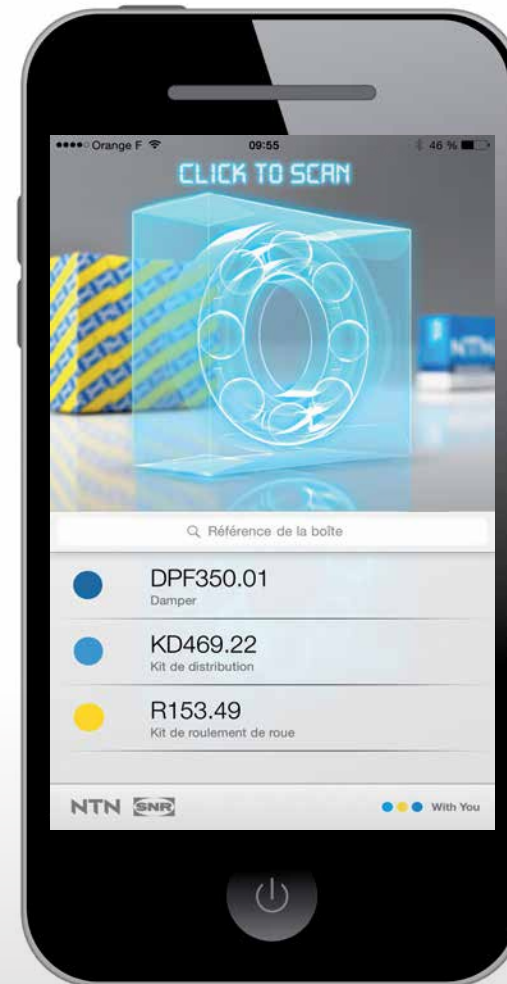 Orange F 09:55 46 %
CLICK TO SCAN
NTN
Référence de la boîte
DPF350.01
Damper
KD469.22
Kit de distribution
R153.49
Kit de roulement de roue
NTN SNR With You